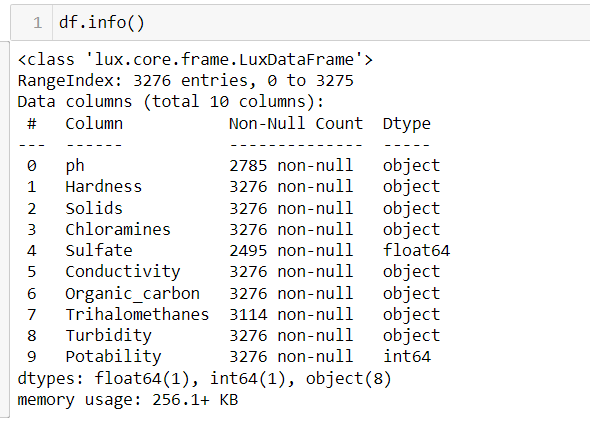 1 df.info()
<class 'lux.core.frame.LuxDataFrame'>
RangeIndex: 3276 entries, 0 to 3275
Data columns (total 10 columns):
 #   Column           Non-Null Count  Dtype
---  ------           --------------  -----
 0   ph               2785 non-null   object
 1   Hardness         3276 non-null   object
 2   Solids           3276 non-null   object
 3   Chloramines      3276 non-null   object
 4   Sulfate          2495 non-null   float64
 5   Conductivity     3276 non-null   object
 6   Organic_carbon   3276 non-null   object
 7   Trihalomethanes  3114 non-null   object
 8   Turbidity        3276 non-null   object
 9   Potability       3276 non-null   int64
dtypes: float64(1), int64(1), object(8)
memory usage: 256.1+ KB